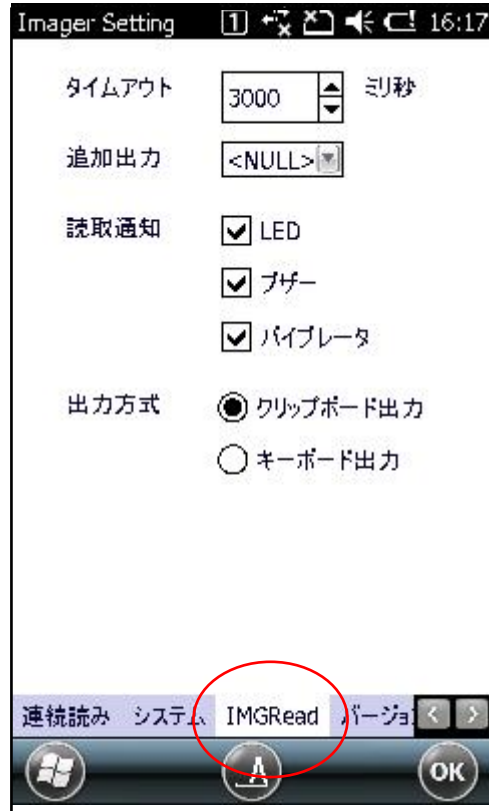 Imager Setting 1 16:17
タイムアウト 3000 ミリ秒
追加出力 <NULL>
読取通知 LED
ブザー
バイブレータ
出力方式 クリップボード出力
キーボード出力
連続読み システム IMGRead バージョ
A OK